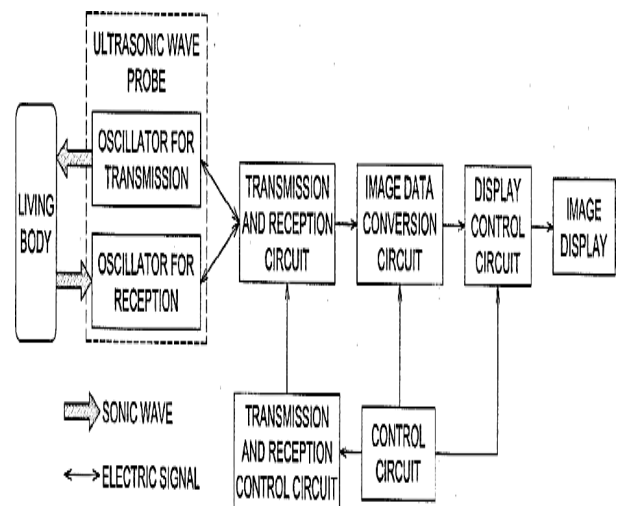 ULTRASONIC WAVE
PROBE
OSCILLATOR FOR
TRANSMISSION
LIVING
BODY
OSCILLATOR FOR
RECEPTION
TRANSMISSION
AND RECEPTION
CIRCUIT
IMAGE DATA
CONVERSION
CIRCUIT
DISPLAY
CONTROL
CIRCUIT
IMAGE
DISPLAY
SONIC WAVE
ELECTRIC SIGNAL
TRANSMISSION
AND RECEPTION
CONTROL CIRCUIT
CONTROL
CIRCUIT